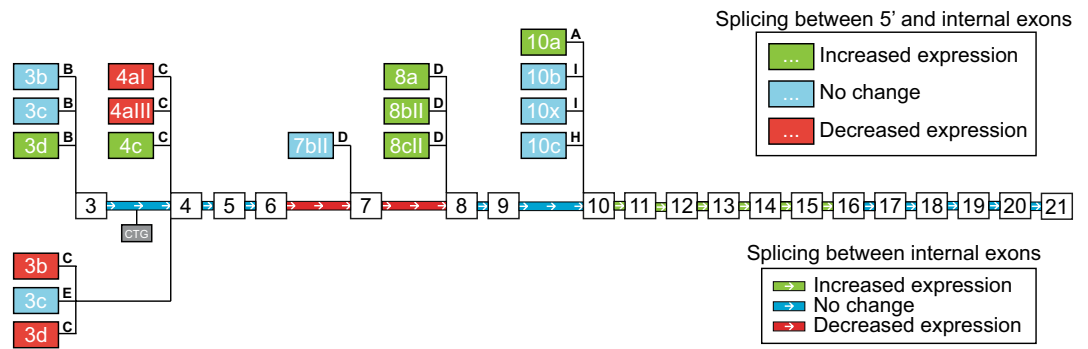 Splicing between 5’ and internal exons
10a A
... Increased expression
3b B
4aI C
8a D
10b I
... No change
3c B
4aIII C
8bII D
10x I
... Decreased expression
3d B
4c C
7bII D
8cII D
10c H
3 4 5 6 7 8 9 10 11 12 13 14 15 16 17 18 19 20 21
CTG
Splicing between internal exons
3b C
Increased expression
3c E
No change
3d C
Decreased expression